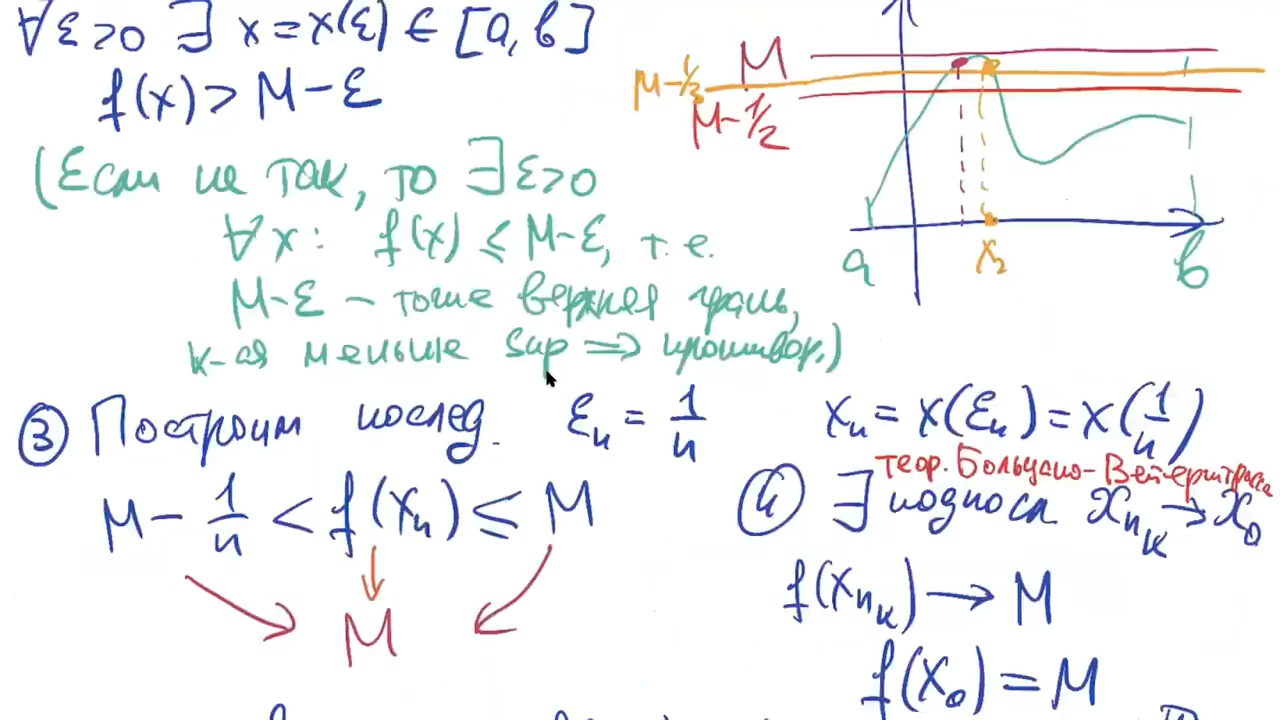 ∀ε>0 ∃ x = x(ε) ∈ [a, b]
f(x) > M - ε
(Если не так, то ∃ε>0
∀x: f(x) ≤ M-ε, т.е.
M-ε - тоже верхняя грань,
к-ая меньше sup ⇒ противор.)
M
M-1/3
M-1/2
a
x₂
b
③ Построим послед. εₙ = 1/n
xₙ = x(εₙ) = x(1/n)
M - 1/n < f(xₙ) ≤ M
M
теор. Больцано-Вейерштрасса
④ ∃ подпосл xₙₖ → x₀
f(xₙₖ) → M
f(x₀) = M